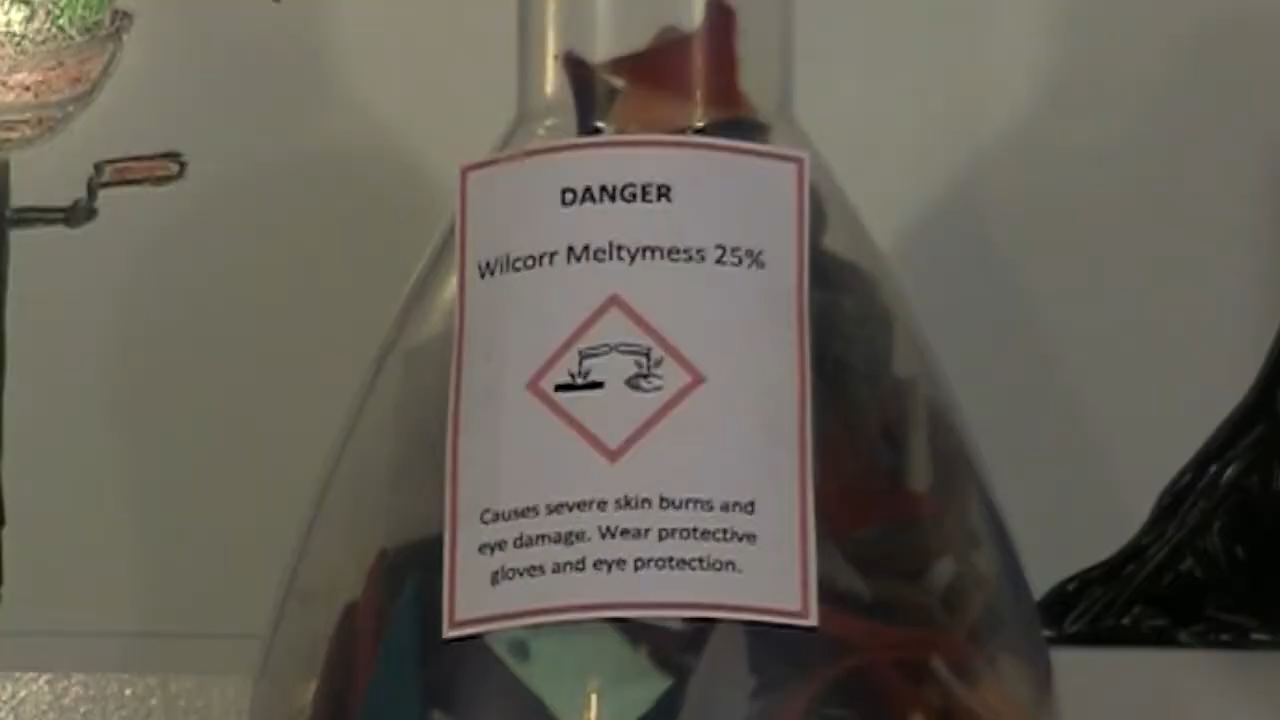 DANGER
Wilcorr Meltymess 25%
Causes severe skin burns and
eye damage. Wear protective
gloves and eye protection.